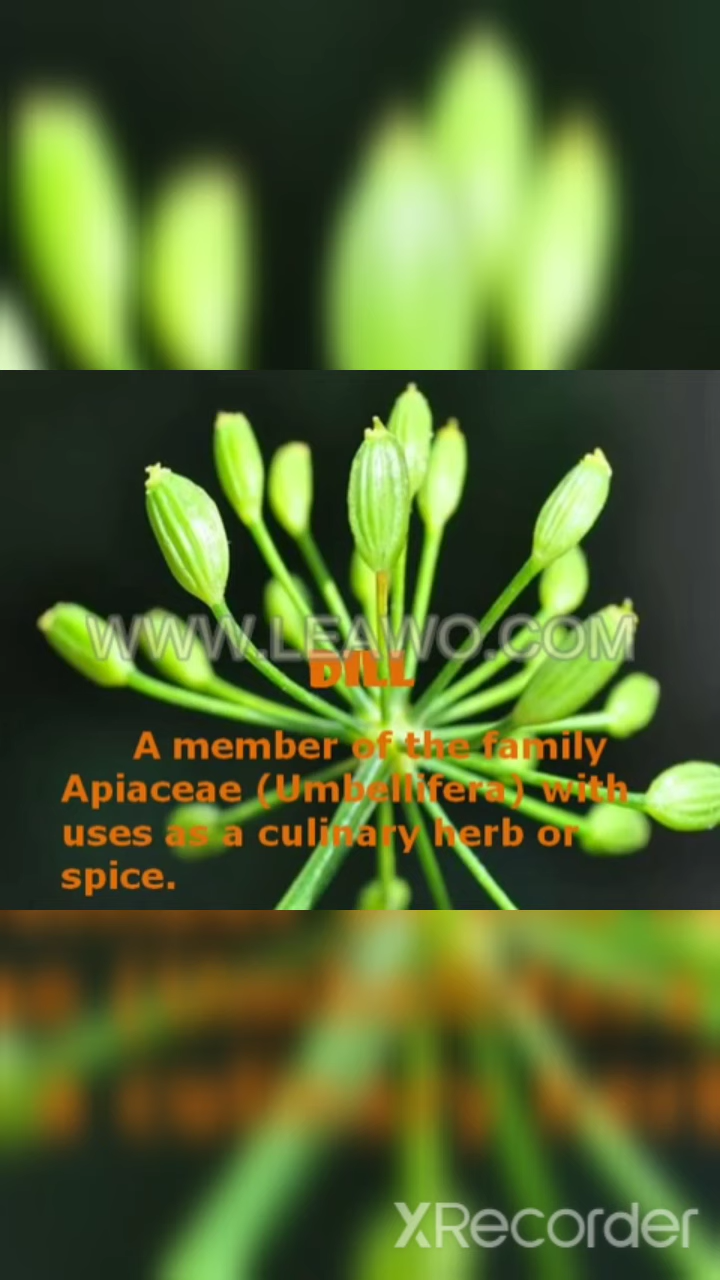 WWW.LEAWO.COM
DILL
A member of the family
Apiaceae (Umbellifera) with
uses as a culinary herb or
spice.
XRecorder